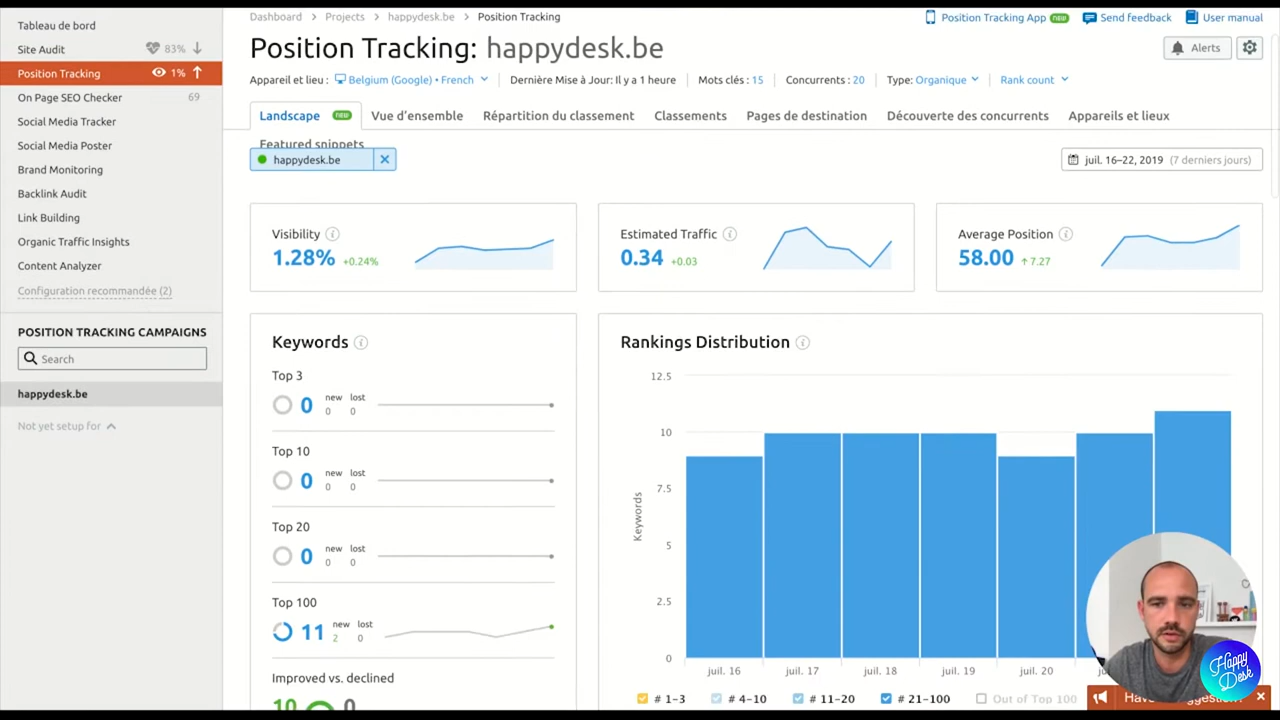 Tableau de bord
Site Audit 83%
Position Tracking 1%
On Page SEO Checker 69
Social Media Tracker
Social Media Poster
Brand Monitoring
Backlink Audit
Link Building
Organic Traffic Insights
Content Analyzer
Configuration recommandée (2)
POSITION TRACKING CAMPAIGNS
Search
happydesk.be
Not yet setup for
Dashboard > Projects > happydesk.be > Position Tracking
Position Tracking App new Send feedback User manual
Position Tracking: happydesk.be
Alerts
Appareil et lieu : Belgium (Google) • French Dernière Mise à Jour: Il y a 1 heure Mots clés : 15 Concurrents : 20 Type: Organique Rank count
Landscape new Vue d'ensemble Répartition du classement Classements Pages de destination Découverte des concurrents Appareils et lieux
Featured snippets
happydesk.be
juil. 16–22, 2019 (7 derniers jours)
Visibility
1.28% +0.24%
Estimated Traffic
0.34 +0.03
Average Position
58.00 ↑ 7.27
Keywords
Top 3
0 new 0 lost 0
Top 10
0 new 0 lost 0
Top 20
0 new 0 lost 0
Top 100
11 new 2 lost 0
Improved vs. declined
10 0
Rankings Distribution
12.5
10
7.5
5
2.5
0
Keywords
juil. 16 juil. 17 juil. 18 juil. 19 juil. 20
# 1–3 # 4–10 # 11–20 # 21–100 Out of Top 100
Happy
Desk